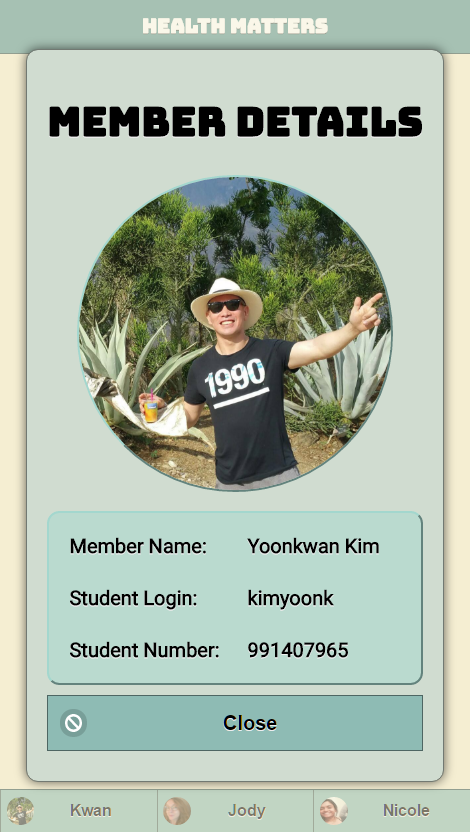 HEALTH MATTERS
MEMBER DETAILS
1990
Member Name: Yoonkwan Kim
Student Login: kimyoonk
Student Number: 991407965
Close
Kwan Jody Nicole